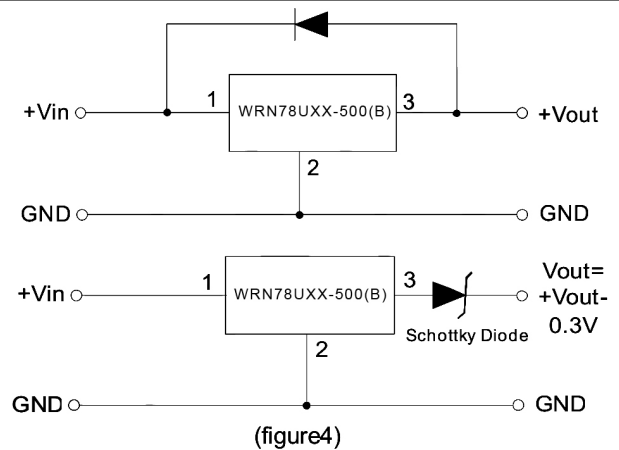 +Vin 1 WRN78UXX-500(B) 3 +Vout
2
GND GND
+Vin 1 WRN78UXX-500(B) 3 Vout=
+Vout-
0.3V
Schottky Diode
2
GND GND
(figure4)